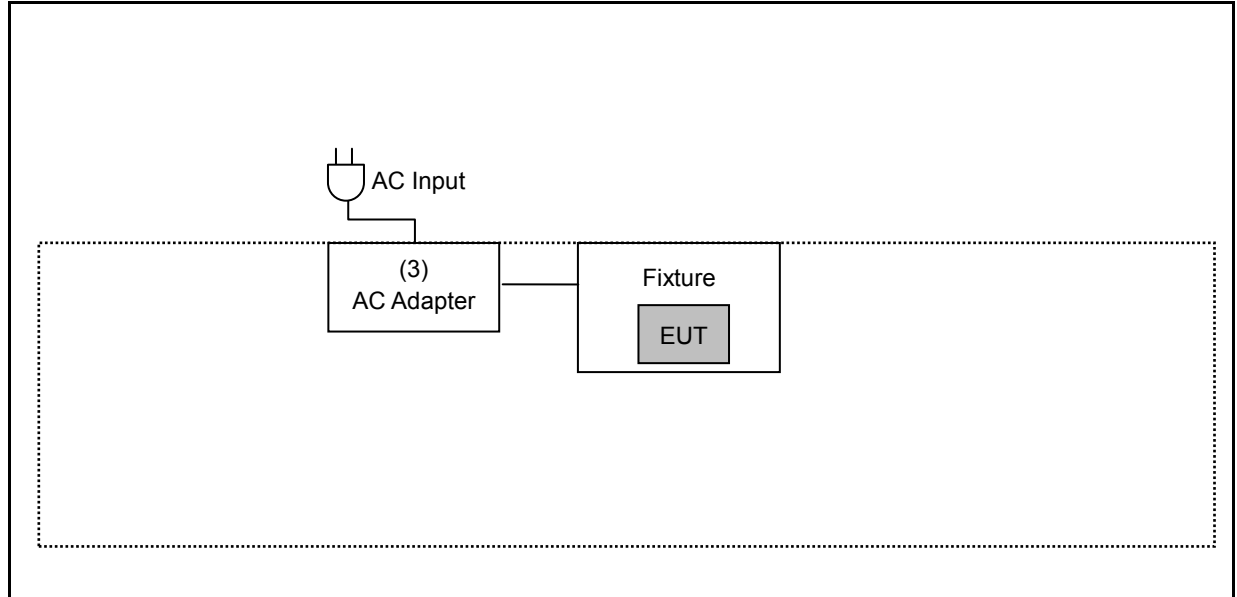 AC Input
(3)
AC Adapter
Fixture
EUT